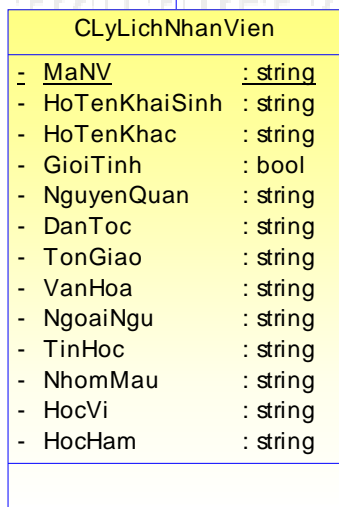 CLyLichNhanVien
- MaNV : string
- HoTenKhaiSinh : string
- HoTenKhac : string
- GioiTinh : bool
- NguyenQuan : string
- DanToc : string
- TonGiao : string
- VanHoa : string
- NgoaiNgu : string
- TinHoc : string
- NhomMau : string
- HocVi : string
- HocHam : string